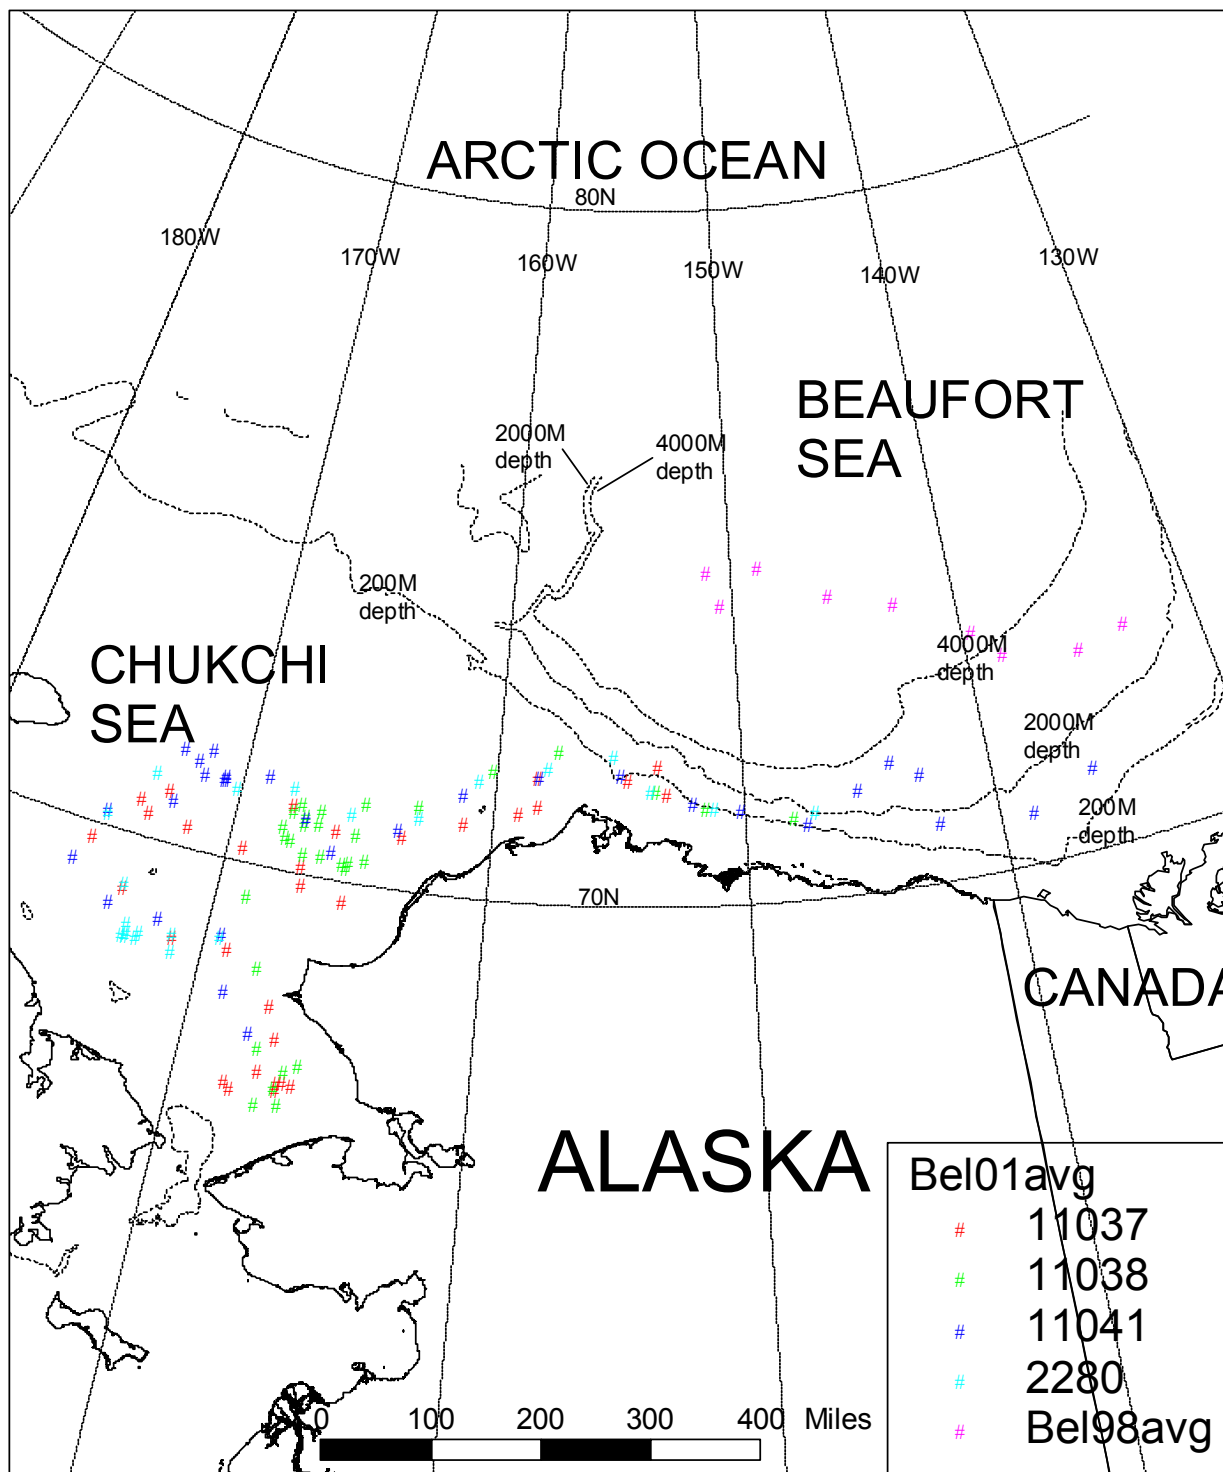 ARCTIC OCEAN
80N
180W
170W
160W
150W
140W
130W
BEAUFORT
SEA
2000M
depth
4000M
depth
200M
depth
CHUKCHI
SEA
4000M
depth
2000M
depth
200M
depth
70N
CANADA
ALASKA
Bel01avg
# 11037
# 11038
# 11041
# 2280
# Bel98avg
0 100 200 300 400 Miles